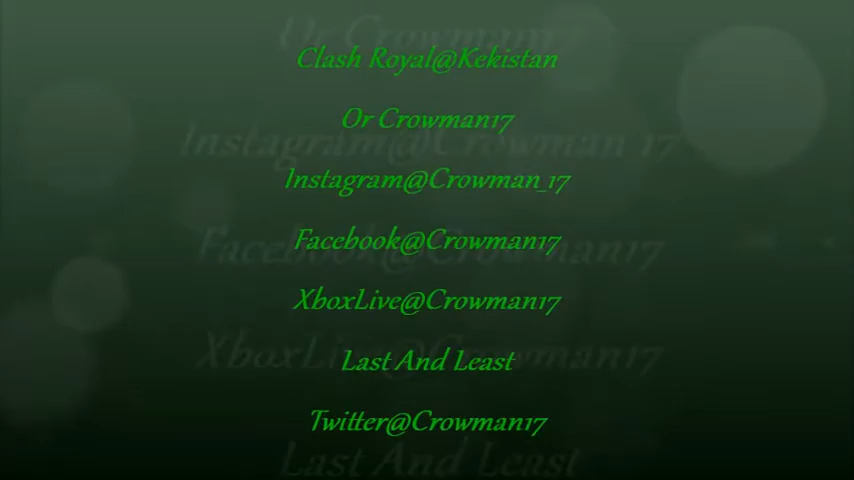 Clash Royal@Kekistan
Or Crowman17
Instagram@Crowman_17
Facebook@Crowman17
XboxLive@Crowman17
Last And Least
Twitter@Crowman17